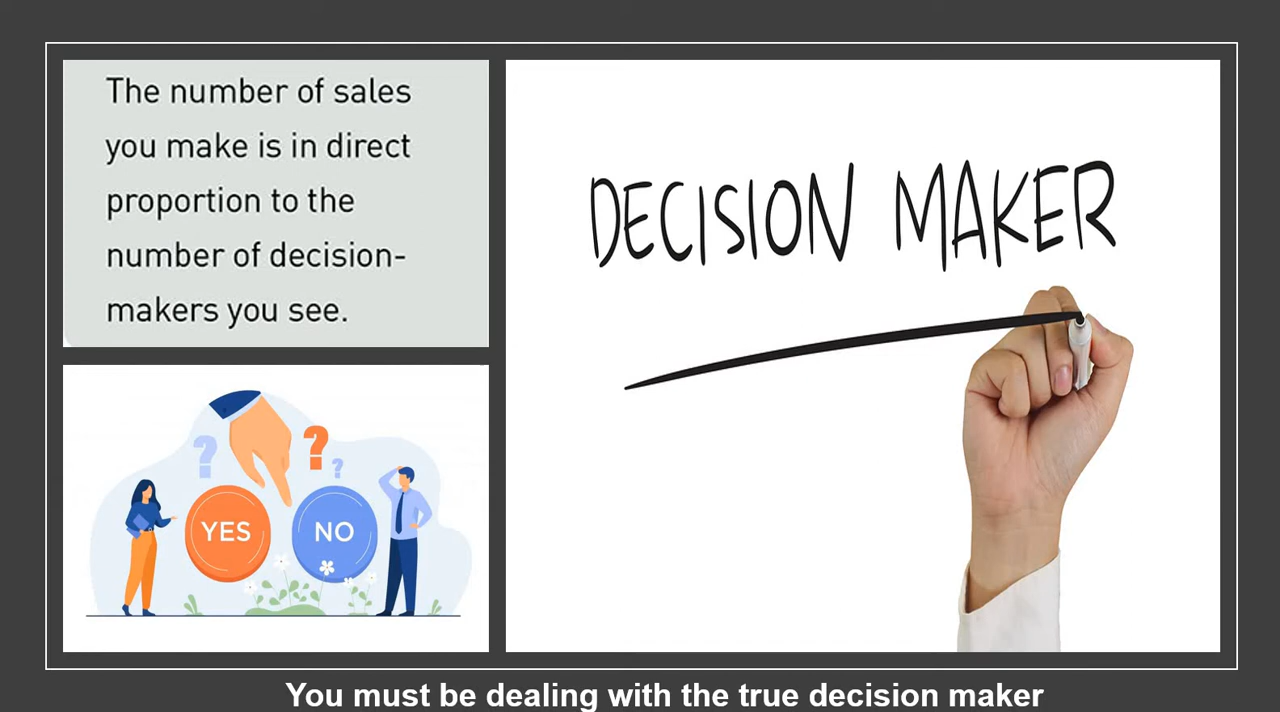 The number of sales
you make is in direct
proportion to the
number of decision-
makers you see.
DECISION MAKER
? ? ?
YES NO
You must be dealing with the true decision maker